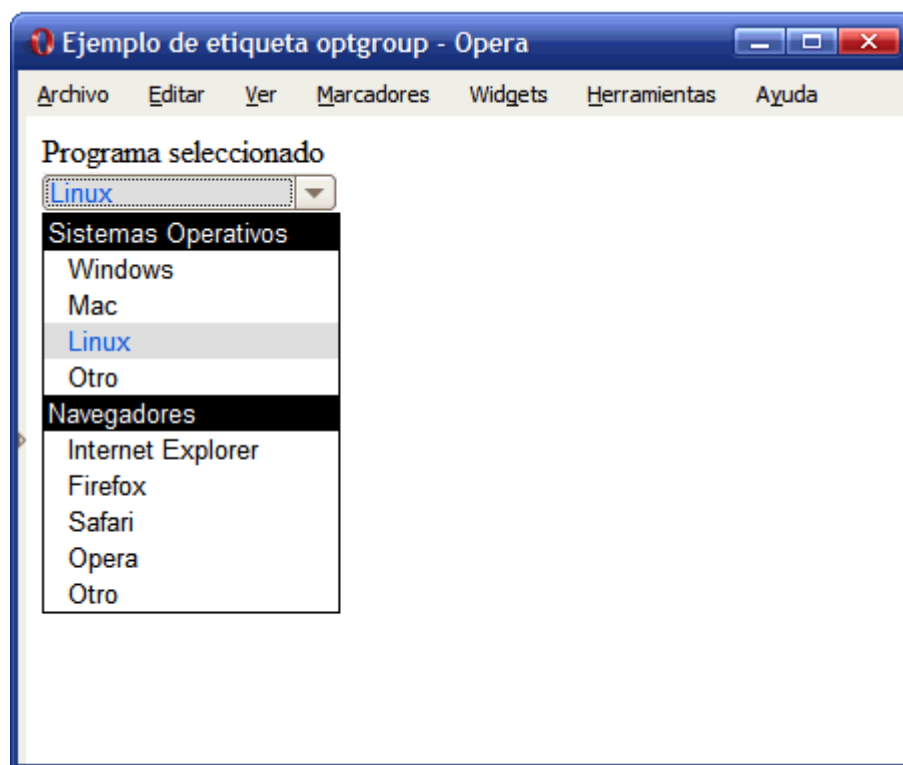 Ejemplo de etiqueta optgroup - Opera
Archivo Editar Ver Marcadores Widgets Herramientas Ayuda
Programa seleccionado
Linux
Sistemas Operativos
Windows
Mac
Linux
Otro
Navegadores
Internet Explorer
Firefox
Safari
Opera
Otro